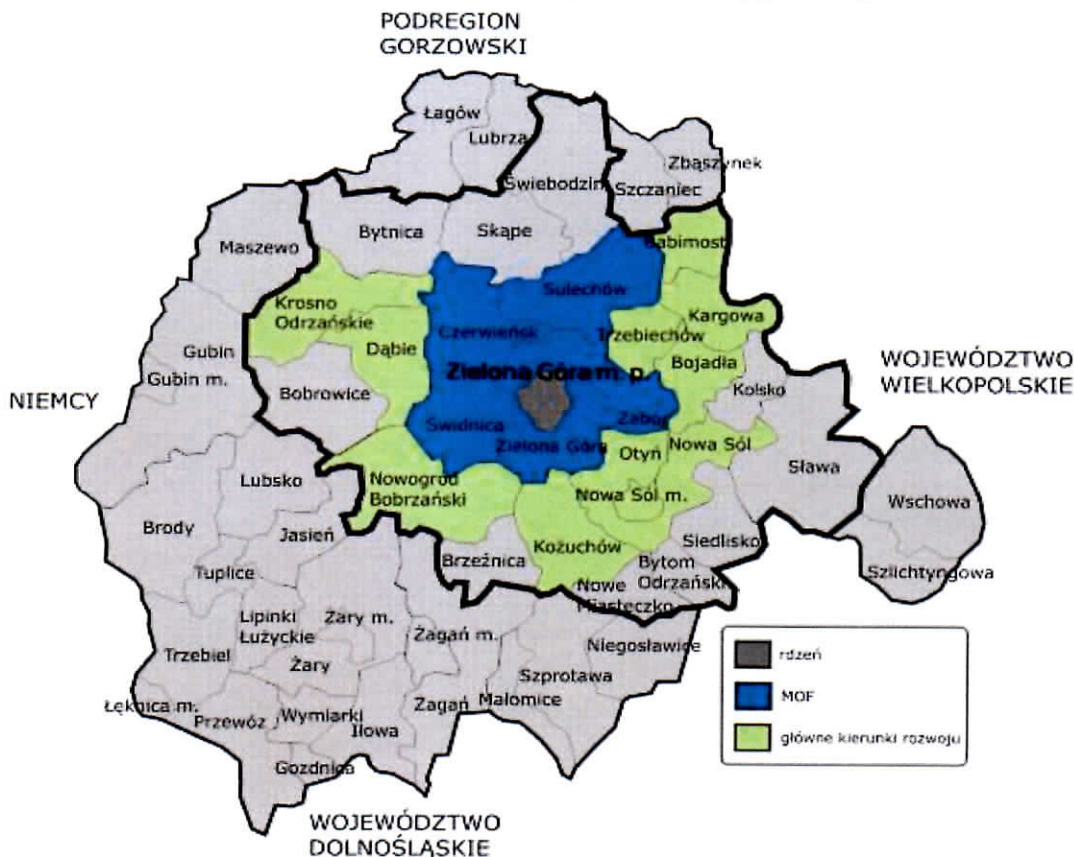 PODREGION
GORZOWSKI
Łagów
Lubrza
Świebodzin
Zbąszynek
Szczaniec
Babimost
Bytnica
Skąpe
Maszewo
Sulechów
Krosno
Odrzańskie
Czerwieńsk
Trzebiechów
Kargowa
Dąbie
Bojadła
Gubin
Gubin m.
Zielona Góra m. p.
WOJEWÓDZTWO
WIELKOPOLSKIE
NIEMCY
Bobrowice
Kolsko
Świdnica
Zabór
Zielona Góra
Otyń
Nowa Sól
Sława
Lubsko
Nowogród
Bobrzański
Nowa Sól m.
Wschowa
Brody
Jasień
Siedlisko
Kożuchów
Brzeźnica
Bytom
Odrzański
Szlichtyngowa
Tuplice
Nowe
Miasteczko
Lipinki
Łużyckie
Żary m.
Żagań m.
Niegosławice
Trzebiel
Żary
Szprotawa
Łęknica m.
Przewóz
Wymiarki
Iłowa
Żagań
Małomice
Gozdnica
WOJEWÓDZTWO
DOLNOŚLĄSKIE
rdzeń
MOF
główne kierunki rozwoju